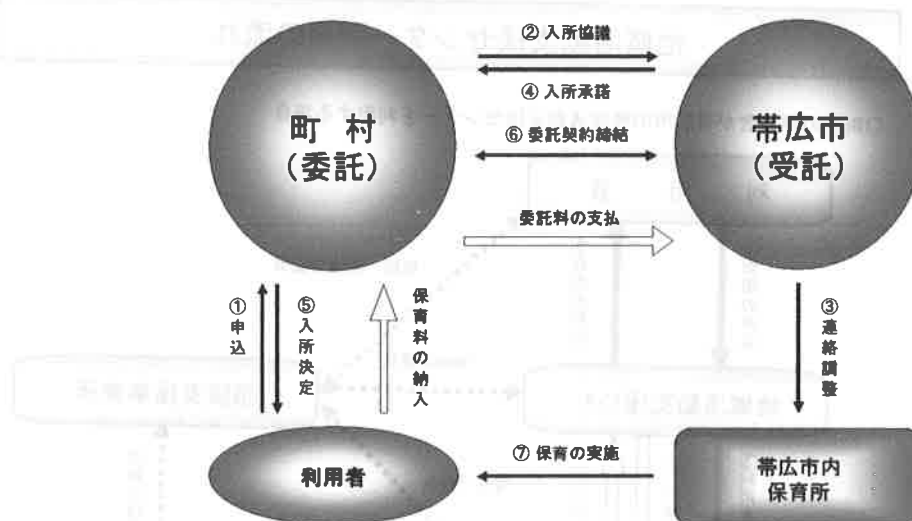 ② 入所協議
④ 入所承諾
⑥ 委託契約締結
委託料の支払
町 村
(委託)
帯広市
(受託)
①申込
⑤入所決定
保育料の納入
③連絡調整
利用者
⑦ 保育の実施
帯広市内
保育所